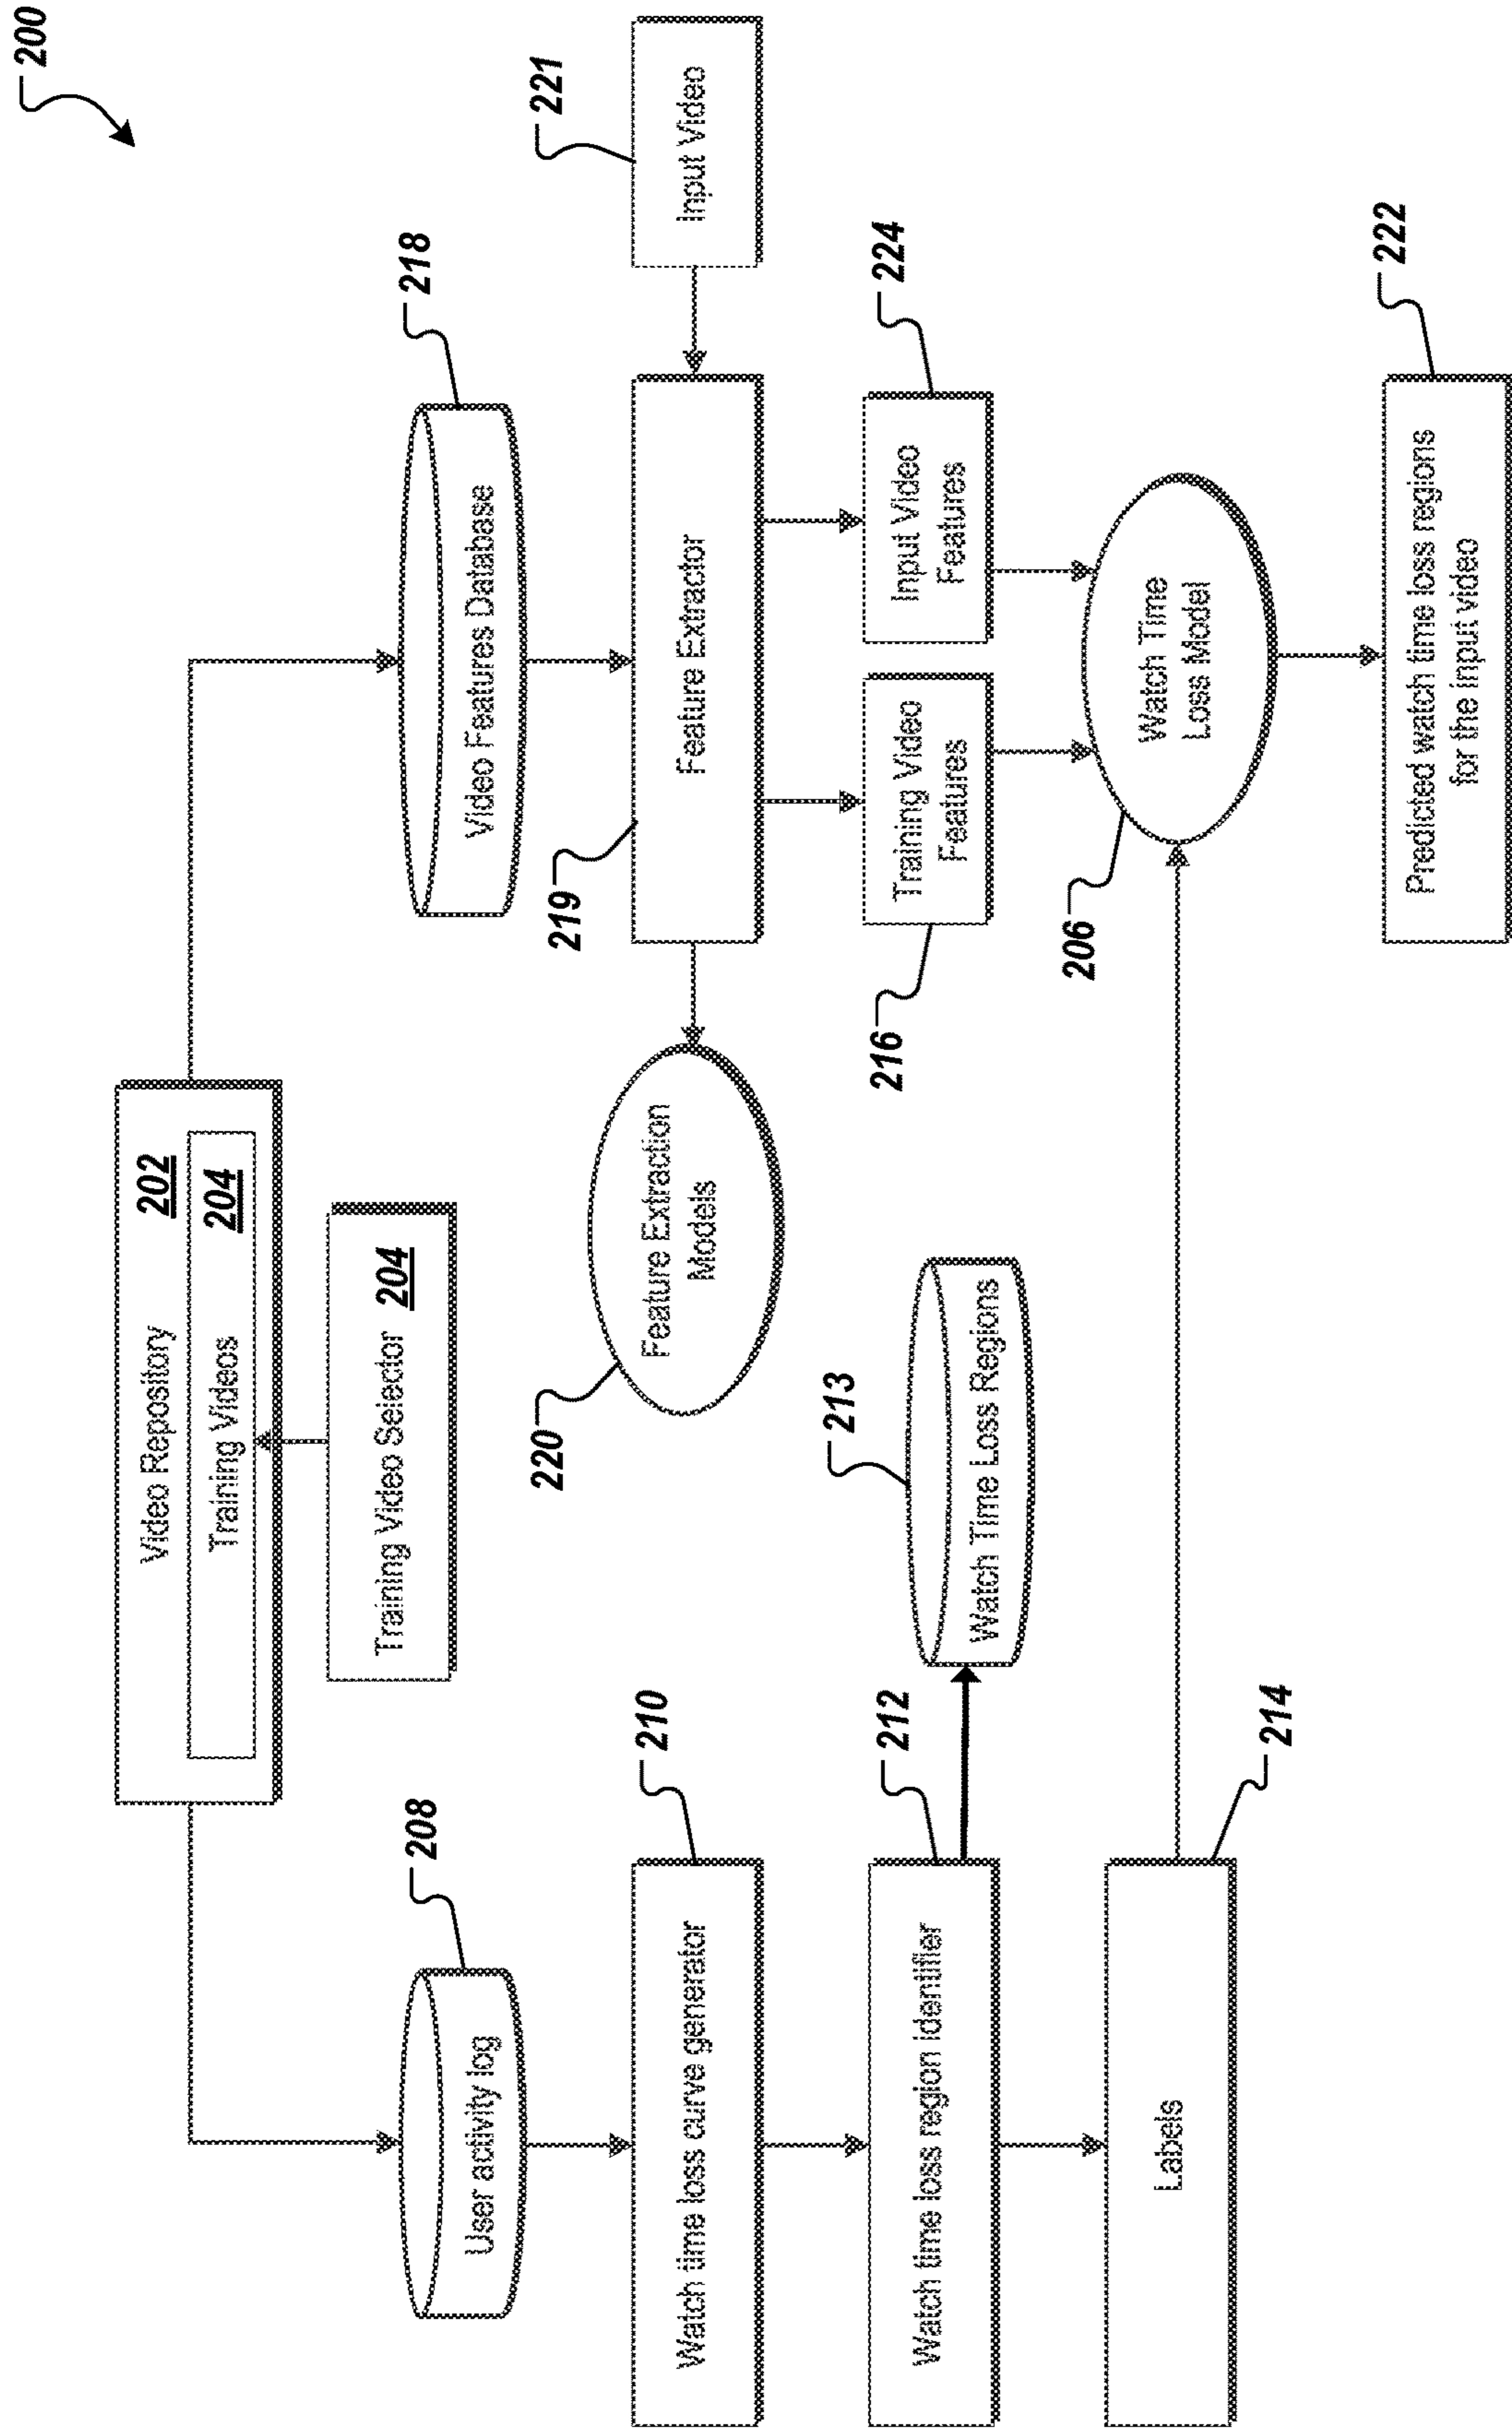 200
Video Repository 202
Training Videos 204
Training Video Selector 204
208
User activity log
218
Video Features Database
210
Watch time loss curve generator
220
Feature Extraction
Models
219
Feature Extractor
221
Input Video
212
Watch time loss region identifier
213
Watch Time Loss Regions
216
Training Video
Features
224
Input Video
Features
214
Labels
206
Watch Time
Loss Model
222
Predicted watch time loss regions
for the input video